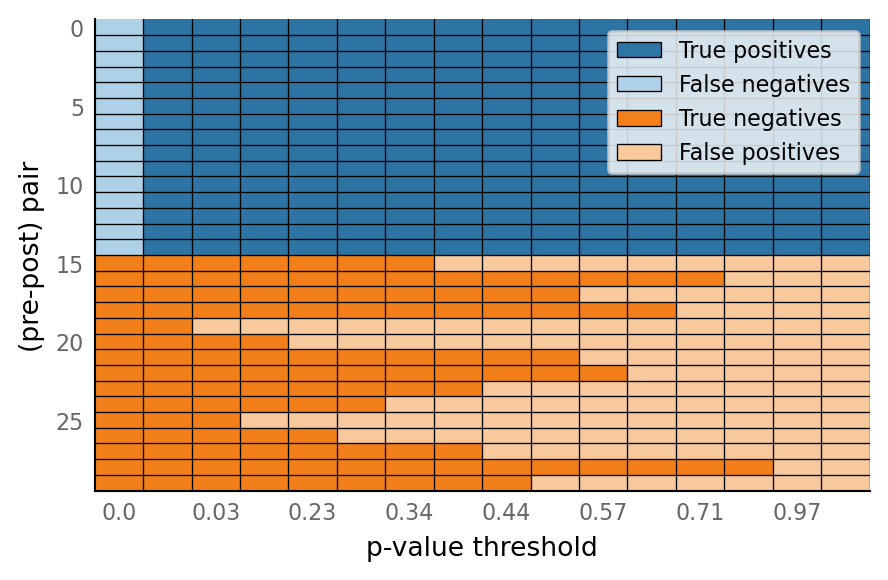 True positives
False negatives
True negatives
False positives
0
5
10
15
20
25
(pre-post) pair
0.0 0.03 0.23 0.34 0.44 0.57 0.71 0.97
p-value threshold